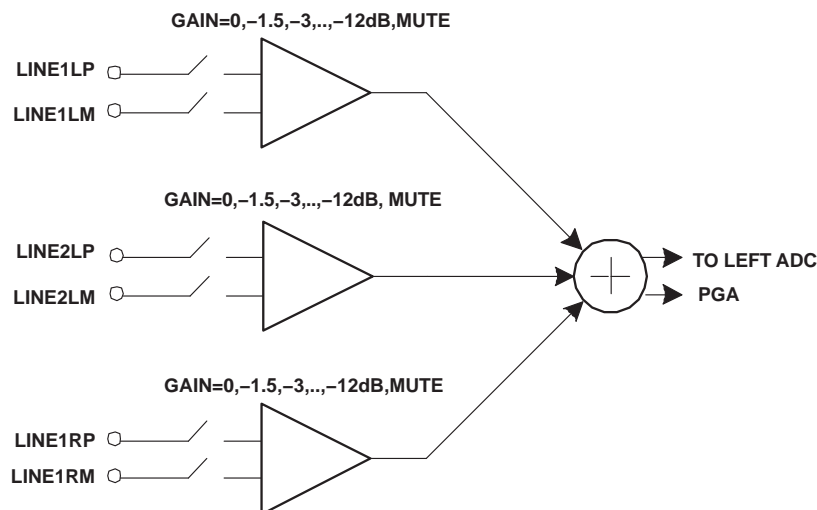 GAIN=0,–1.5,–3,..,–12dB,MUTE
LINE1LP
LINE1LM
GAIN=0,–1.5,–3,..,–12dB, MUTE
LINE2LP
LINE2LM
TO LEFT ADC
PGA
GAIN=0,–1.5,–3,..,–12dB,MUTE
LINE1RP
LINE1RM